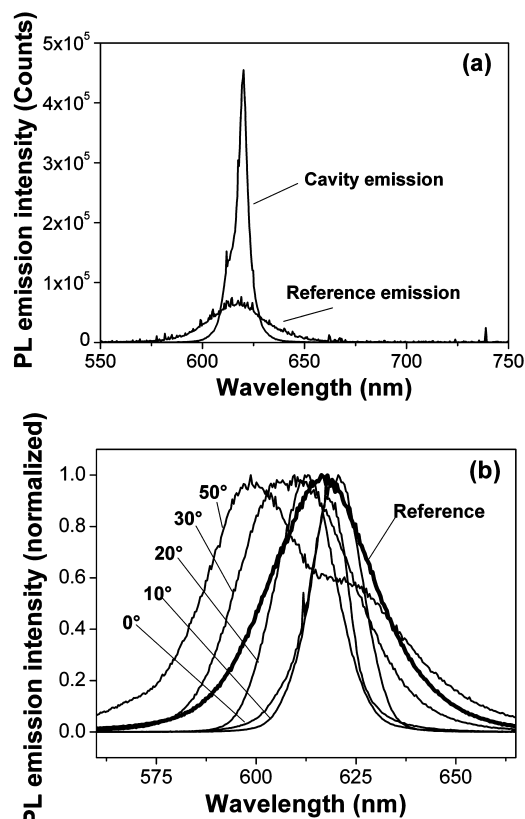 PL emission intensity (Counts)
5x10⁵
4x10⁵
3x10⁵
2x10⁵
1x10⁵
0
(a)
Cavity emission
Reference emission
550 600 650 700 750
Wavelength (nm)
PL emission intensity (normalized)
1.0
0.8
0.6
0.4
0.2
0.0
(b)
50°
30°
20°
10°
0°
Reference
575 600 625 650
Wavelength (nm)